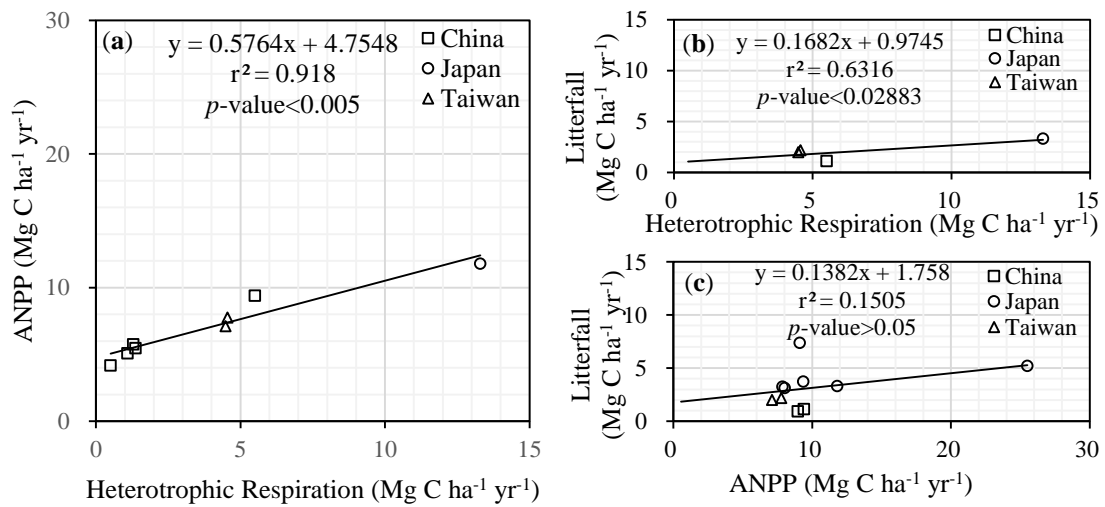 (a)
y = 0.5764x + 4.7548
r² = 0.918
p-value<0.005
China
Japan
Taiwan
30
20
10
0
0
5
10
15
ANPP (Mg C ha⁻¹ yr⁻¹)
Heterotrophic Respiration (Mg C ha⁻¹ yr⁻¹)
(b)
y = 0.1682x + 0.9745
r² = 0.6316
p-value<0.02883
China
Japan
Taiwan
15
10
5
0
0
5
10
15
Litterfall
(Mg C ha⁻¹ yr⁻¹)
Heterotrophic Respiration (Mg C ha⁻¹ yr⁻¹)
(c)
y = 0.1382x + 1.758
r² = 0.1505
p-value>0.05
China
Japan
Taiwan
15
10
5
0
0
10
20
30
Litterfall
(Mg C ha⁻¹ yr⁻¹)
ANPP (Mg C ha⁻¹ yr⁻¹)